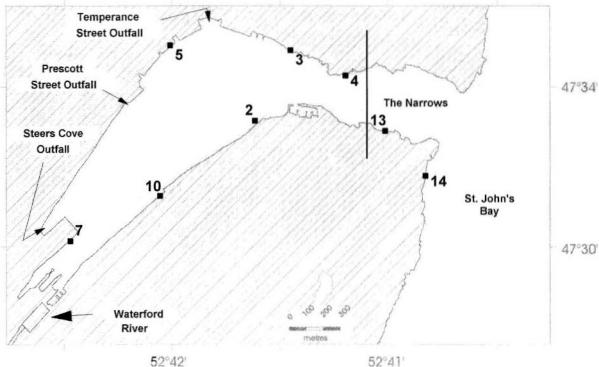 Temperance
Street Outfall
5
3
4
Prescott
Street Outfall
47°34'
The Narrows
2
13
Steers Cove
Outfall
10
14
St. John's
Bay
7
47°30'
Waterford
River
0 100 200 300
metres
52°42'
52°41'